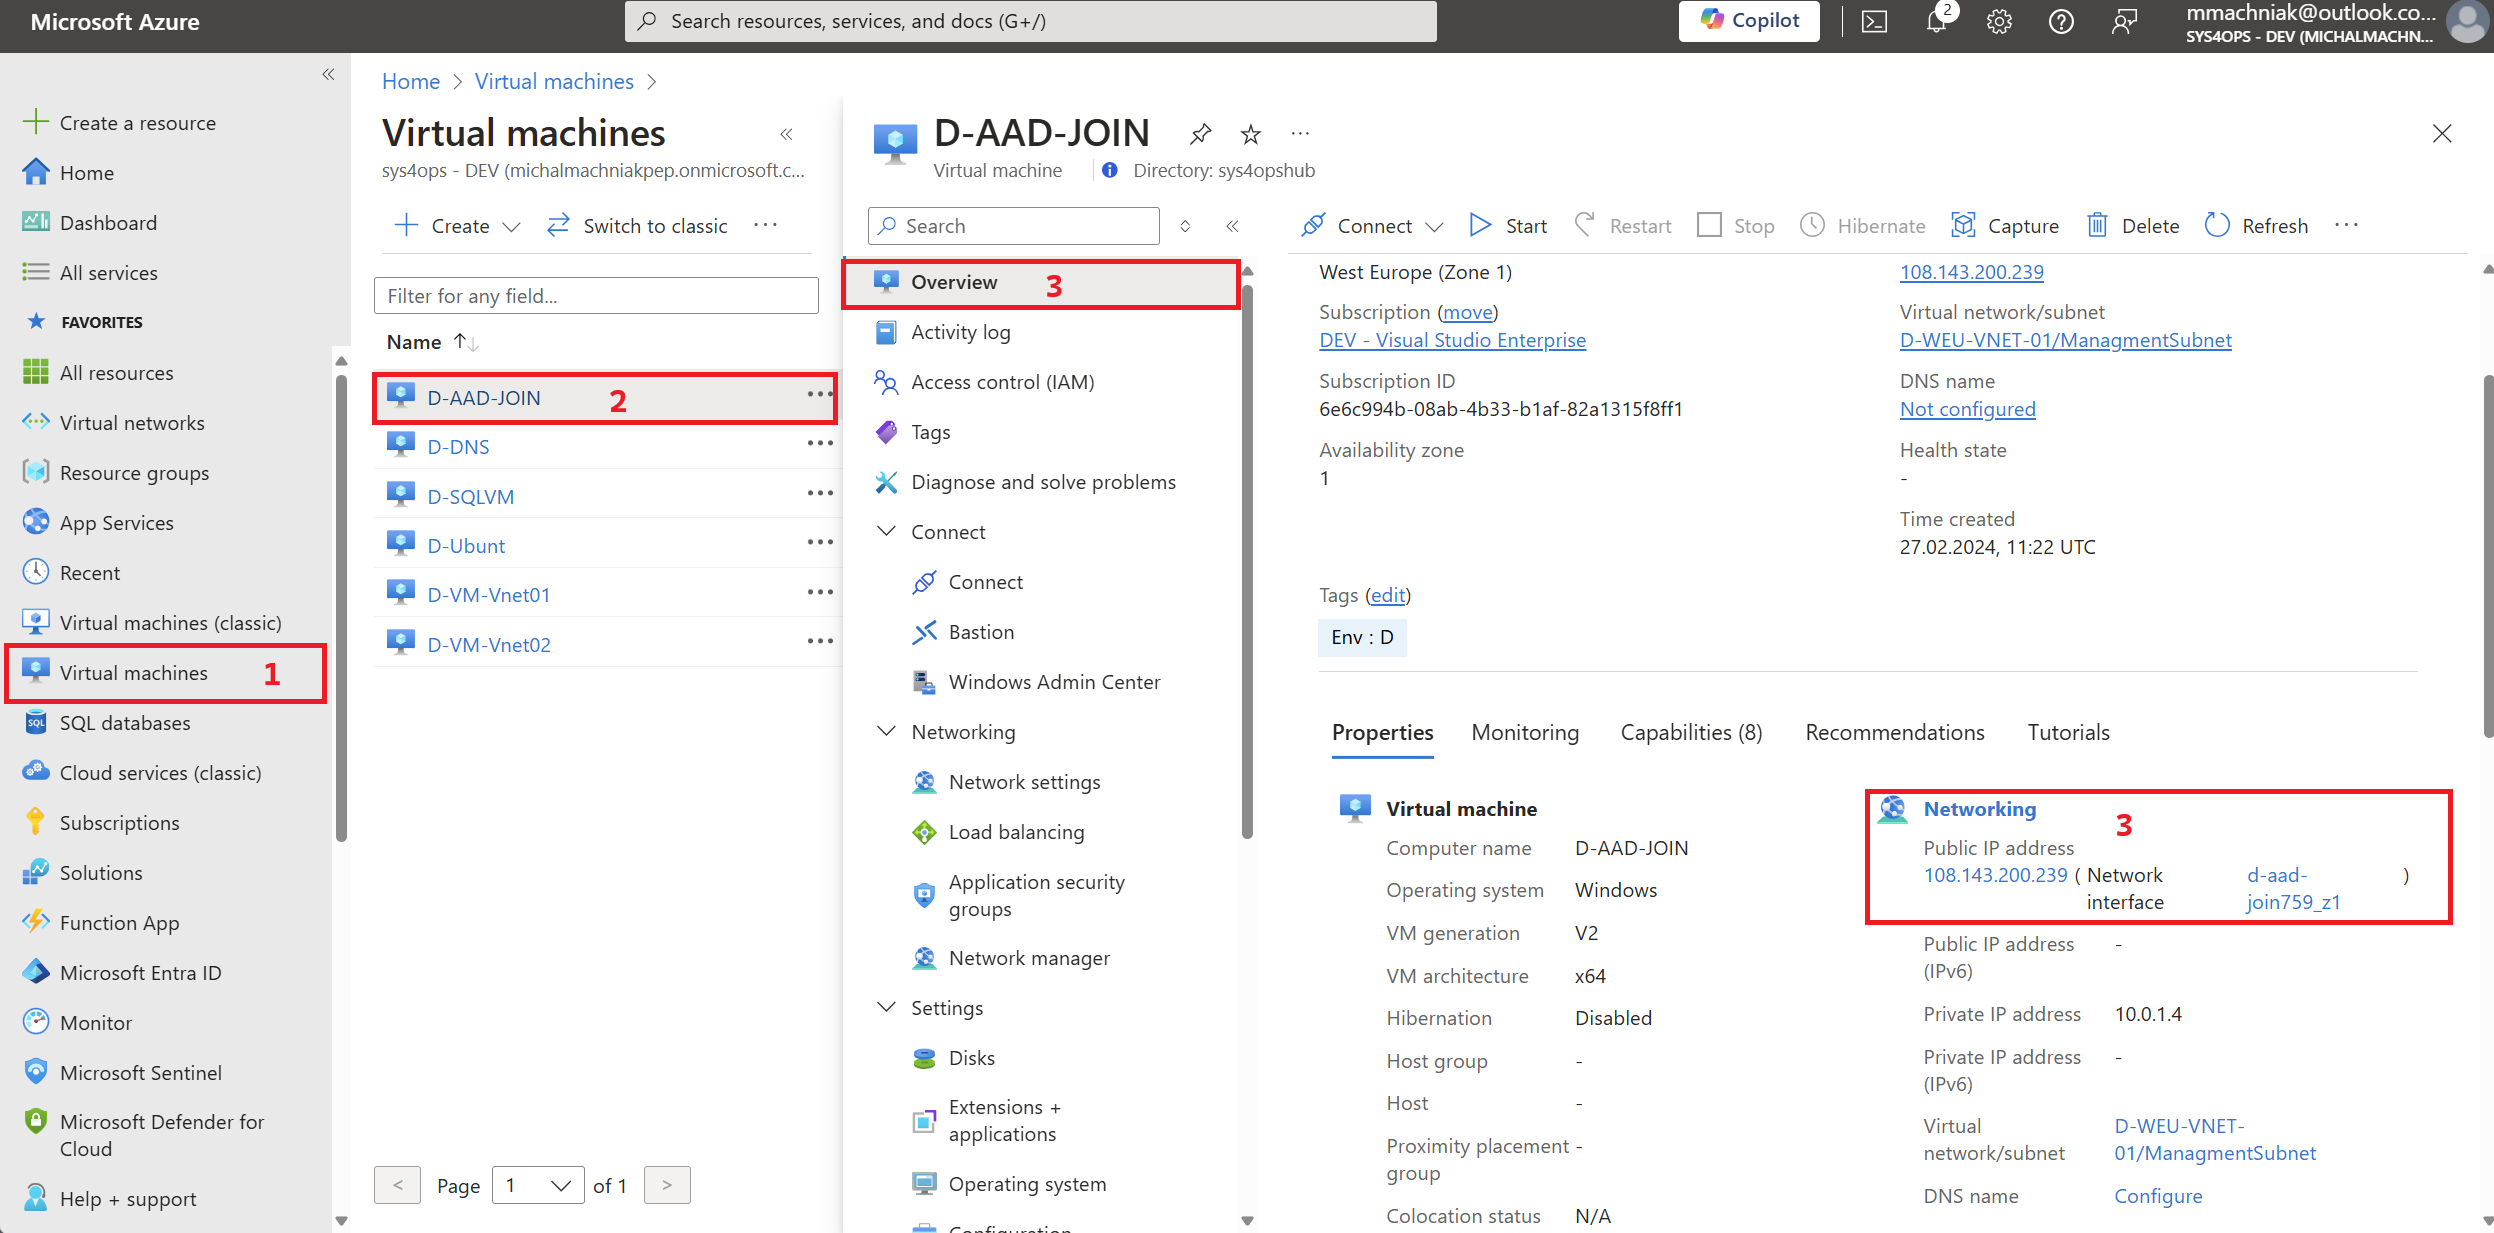 Microsoft Azure
Search resources, services, and docs (G+/)
Copilot
2
mmachniak@outlook.co...
SYS4OPS - DEV (MICHALMACHN...
Create a resource
Home
Dashboard
All services
FAVORITES
All resources
Virtual networks
Resource groups
App Services
Recent
Virtual machines (classic)
Virtual machines 1
SQL databases
Cloud services (classic)
Subscriptions
Solutions
Function App
Microsoft Entra ID
Monitor
Microsoft Sentinel
Microsoft Defender for
Cloud
Help + support
Home > Virtual machines >
Virtual machines
sys4ops - DEV (michalmachniakpep.onmicrosoft.c...
Create
Switch to classic
Filter for any field...
Name
D-AAD-JOIN 2
D-DNS
D-SQLVM
D-Ubunt
D-VM-Vnet01
D-VM-Vnet02
< Page 1 of 1 >
D-AAD-JOIN
Virtual machine
Directory: sys4opshub
Search
Overview 3
Activity log
Access control (IAM)
Tags
Diagnose and solve problems
Connect
Connect
Bastion
Windows Admin Center
Networking
Network settings
Load balancing
Application security
groups
Network manager
Settings
Disks
Extensions +
applications
Operating system
Configuration
Connect Start Restart Stop Hibernate Capture Delete Refresh
West Europe (Zone 1)
Subscription (move)
DEV - Visual Studio Enterprise
Subscription ID
6e6c994b-08ab-4b33-b1af-82a1315f8ff1
Availability zone
1
108.143.200.239
Virtual network/subnet
D-WEU-VNET-01/ManagmentSubnet
DNS name
Not configured
Health state
-
Time created
27.02.2024, 11:22 UTC
Tags (edit)
Env : D
Properties Monitoring Capabilities (8) Recommendations Tutorials
Virtual machine
Computer name D-AAD-JOIN
Operating system Windows
VM generation V2
VM architecture x64
Hibernation Disabled
Host group -
Host -
Proximity placement -
group
Colocation status N/A
Networking 3
Public IP address
108.143.200.239 ( Network d-aad- )
interface join759_z1
Public IP address -
(IPv6)
Private IP address 10.0.1.4
Private IP address -
(IPv6)
Virtual D-WEU-VNET-
network/subnet 01/ManagmentSubnet
DNS name Configure